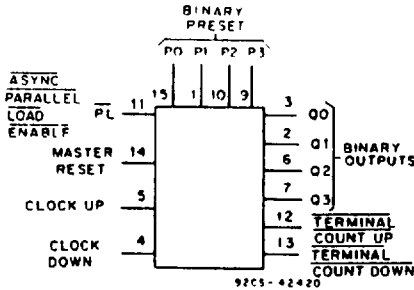 BINARY
PRESET
P0 P1 P2 P3
15 1 10 9
ASYNC
PARALLEL
LOAD
ENABLE
11
PL
MASTER
RESET
14
CLOCK UP
5
CLOCK
DOWN
4
3
Q0
2
Q1
6
Q2
7
Q3
BINARY
OUTPUTS
12
TERMINAL
COUNT UP
13
TERMINAL
COUNT DOWN
92CS-42420